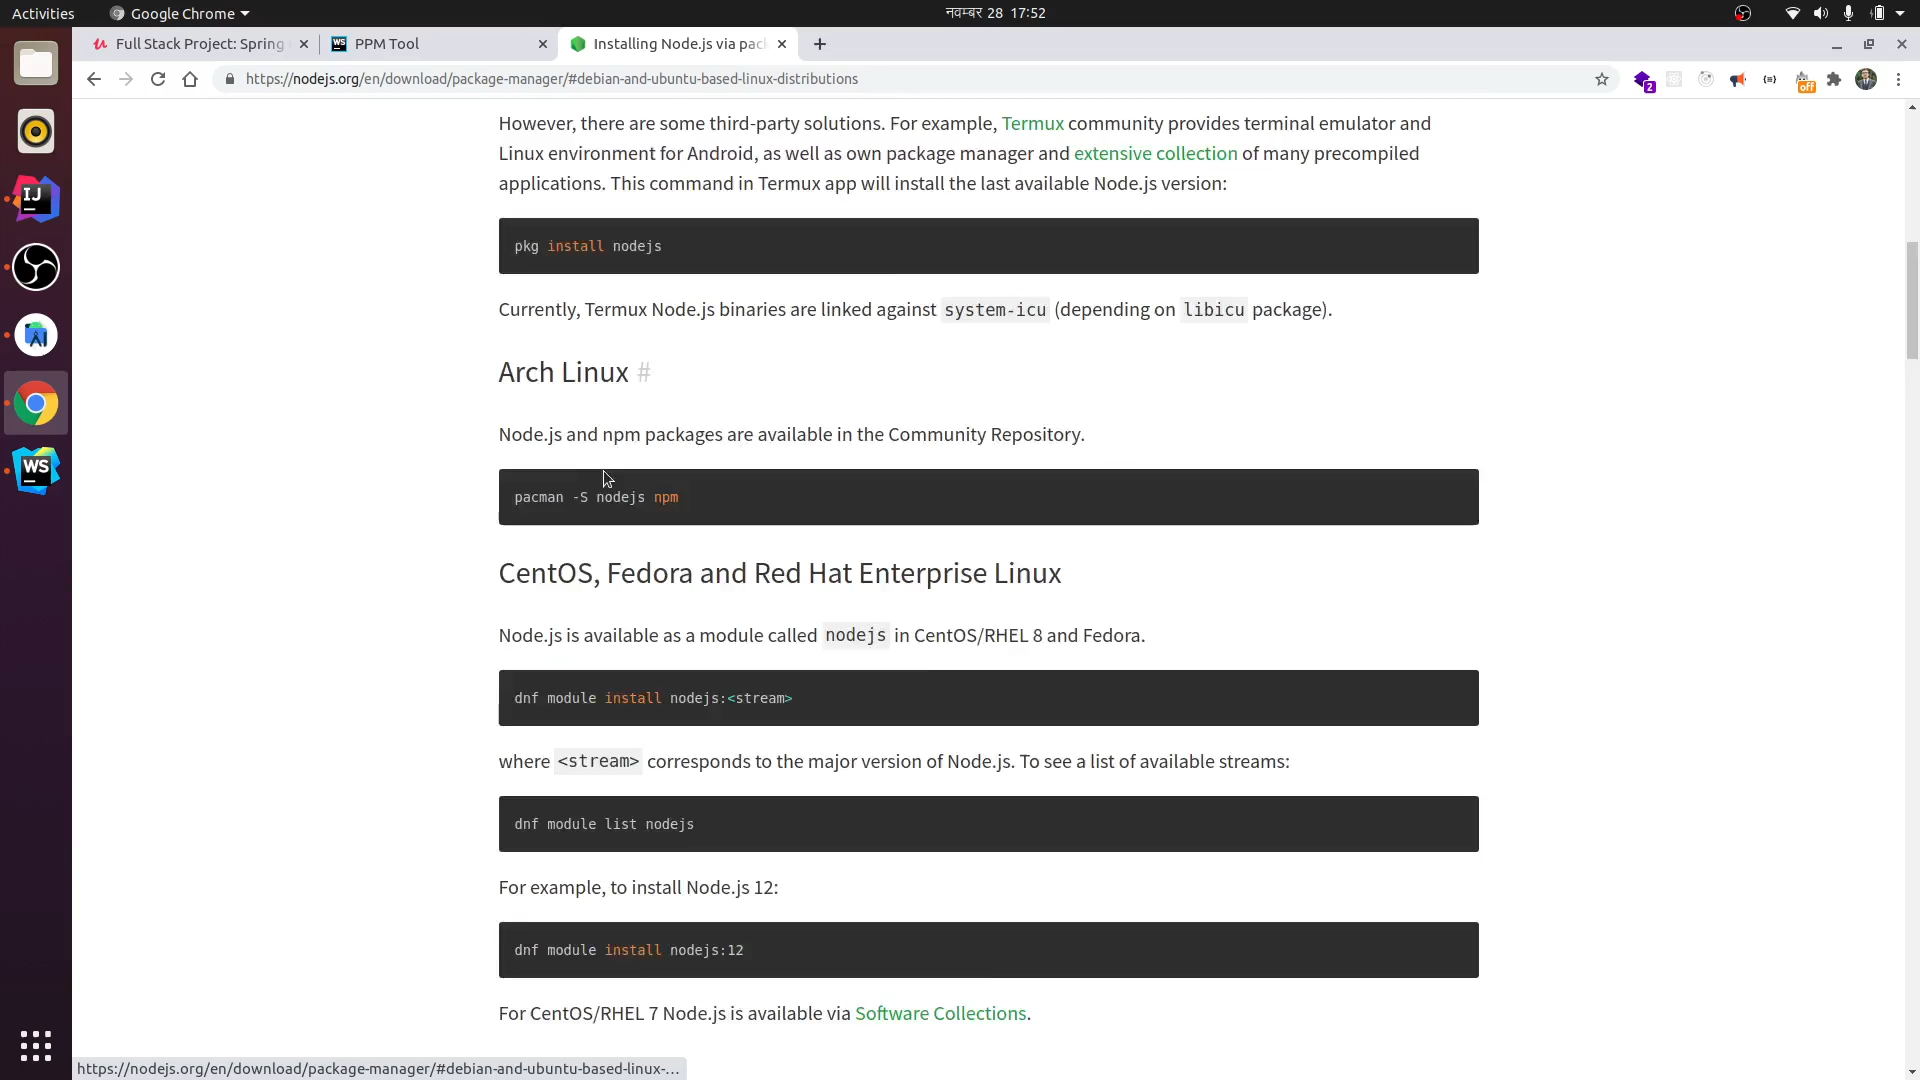 Activities
Google Chrome
नवम्बर 28 17:52
Full Stack Project: Spring
PPM Tool
Installing Node.js via pac
https://nodejs.org/en/download/package-manager/#debian-and-ubuntu-based-linux-distributions
2
off
However, there are some third-party solutions. For example, Termux community provides terminal emulator and
Linux environment for Android, as well as own package manager and extensive collection of many precompiled
applications. This command in Termux app will install the last available Node.js version:
pkg install nodejs
Currently, Termux Node.js binaries are linked against system-icu (depending on libicu package).
Arch Linux #
Node.js and npm packages are available in the Community Repository.
pacman -S nodejs npm
CentOS, Fedora and Red Hat Enterprise Linux
Node.js is available as a module called nodejs in CentOS/RHEL 8 and Fedora.
dnf module install nodejs:<stream>
where <stream> corresponds to the major version of Node.js. To see a list of available streams:
dnf module list nodejs
For example, to install Node.js 12:
dnf module install nodejs:12
For CentOS/RHEL 7 Node.js is available via Software Collections.
https://nodejs.org/en/download/package-manager/#debian-and-ubuntu-based-linux-...
IJ
WS
WS